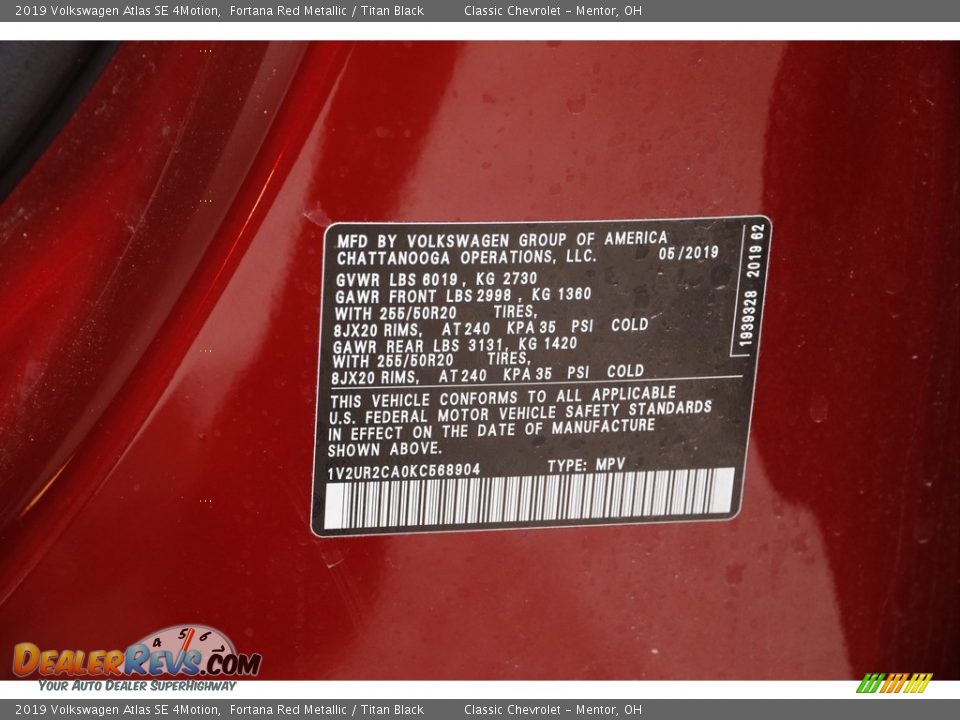 2019 Volkswagen Atlas SE 4Motion, Fortana Red Metallic / Titan Black Classic Chevrolet - Mentor, OH
MFD BY VOLKSWAGEN GROUP OF AMERICA
CHATTANOOGA OPERATIONS, LLC. 05/2019
GVWR LBS 6019, KG 2730
GAWR FRONT LBS 2998, KG 1360
WITH 255/50R20 TIRES,
8JX20 RIMS, AT 240 KPA 35 PSI COLD
GAWR REAR LBS 3131, KG 1420
WITH 255/50R20 TIRES,
8JX20 RIMS, AT 240 KPA 35 PSI COLD
1939328 2019 62
THIS VEHICLE CONFORMS TO ALL APPLICABLE
U.S. FEDERAL MOTOR VEHICLE SAFETY STANDARDS
IN EFFECT ON THE DATE OF MANUFACTURE
SHOWN ABOVE.
1V2UR2CA0KC568904 TYPE: MPV
4 5 6
DEALERREVS.COM
YOUR AUTO DEALER SUPERHIGHWAY
2019 Volkswagen Atlas SE 4Motion, Fortana Red Metallic / Titan Black Classic Chevrolet - Mentor, OH